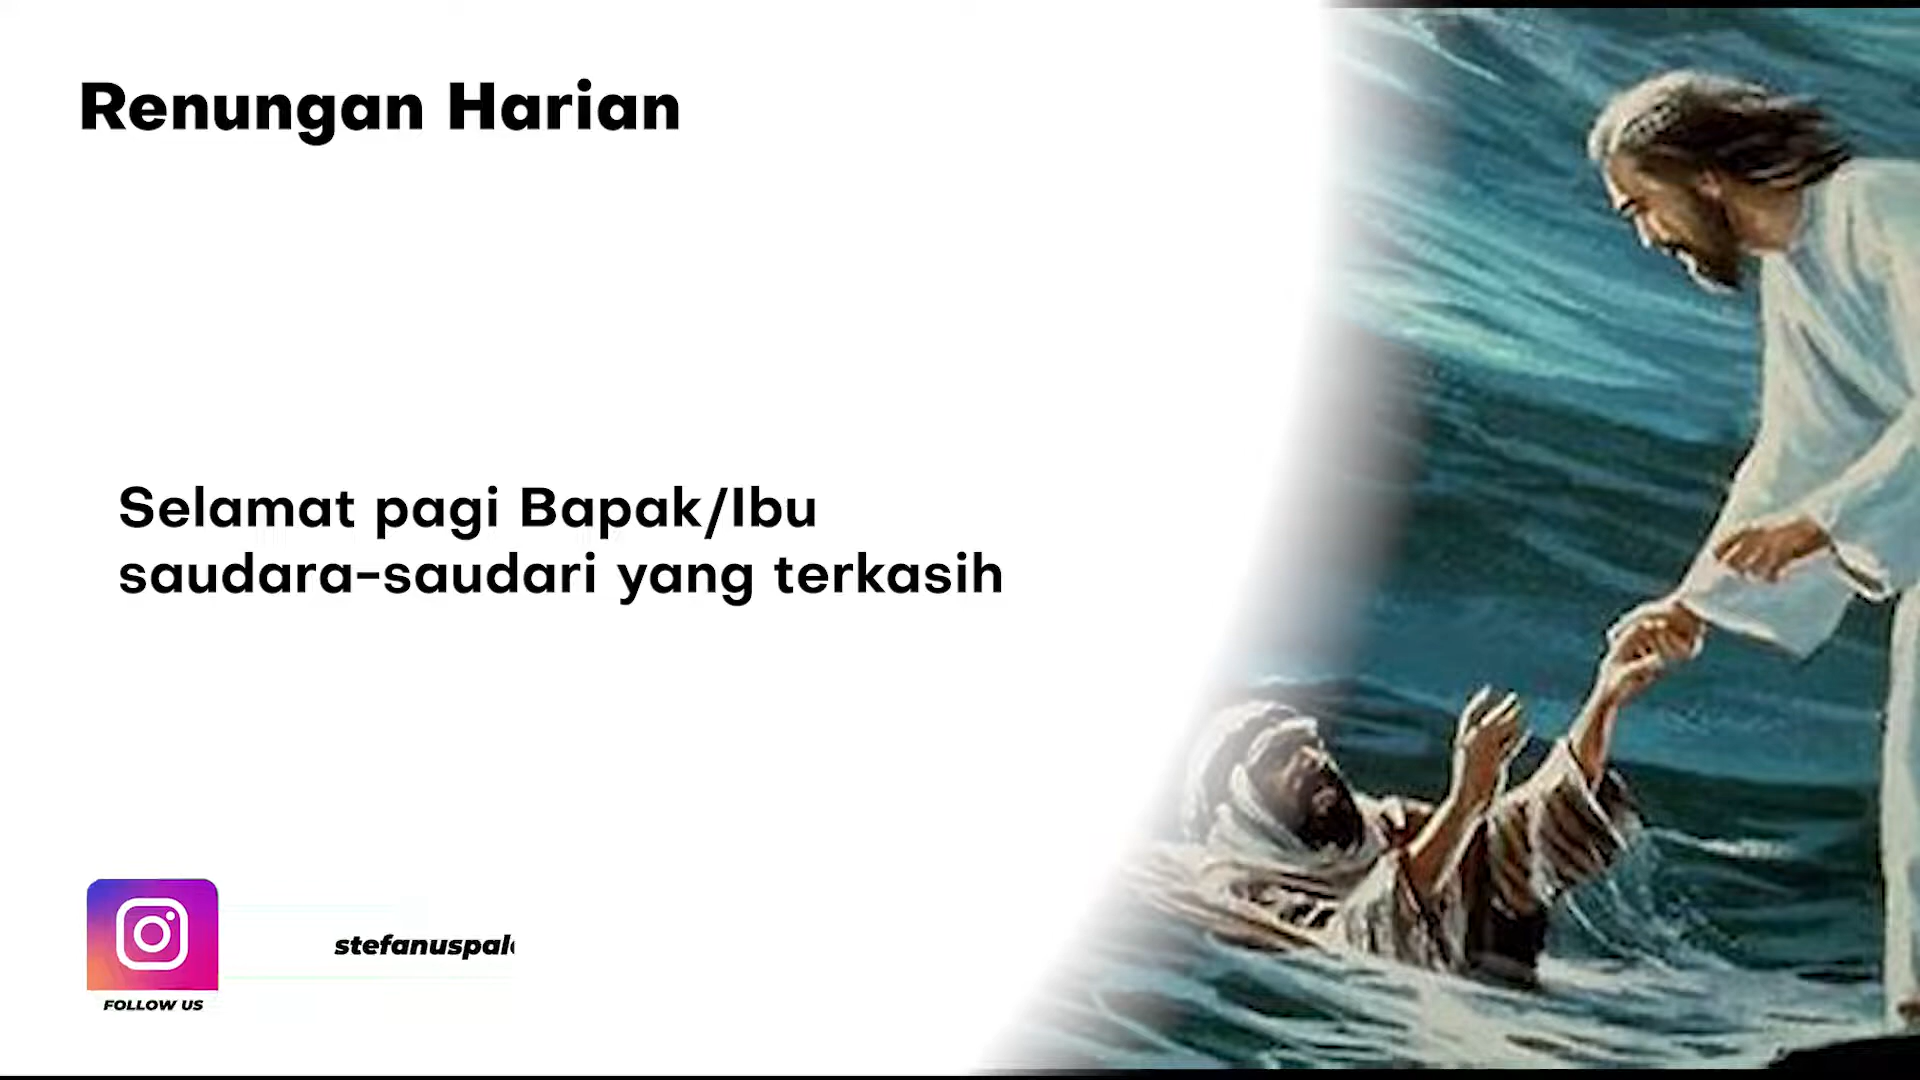 Renungan Harian
Selamat pagi Bapak/Ibu
saudara-saudari yang terkasih
FOLLOW US